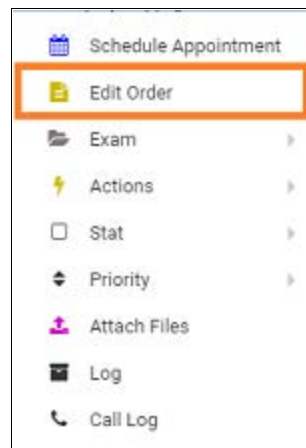 Schedule Appointment
Edit Order
Exam
Actions
Stat
Priority
Attach Files
Log
Call Log